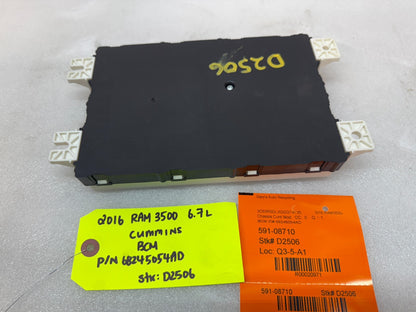 D2506
2016 RAM 3500 6.7L
CUMMINS
BCM
P/N 68245054AD
STK: D2506
591-08710
Stk# D2506
Loc: Q3-5-A1
R00020971
591-08710
Stk# D2506